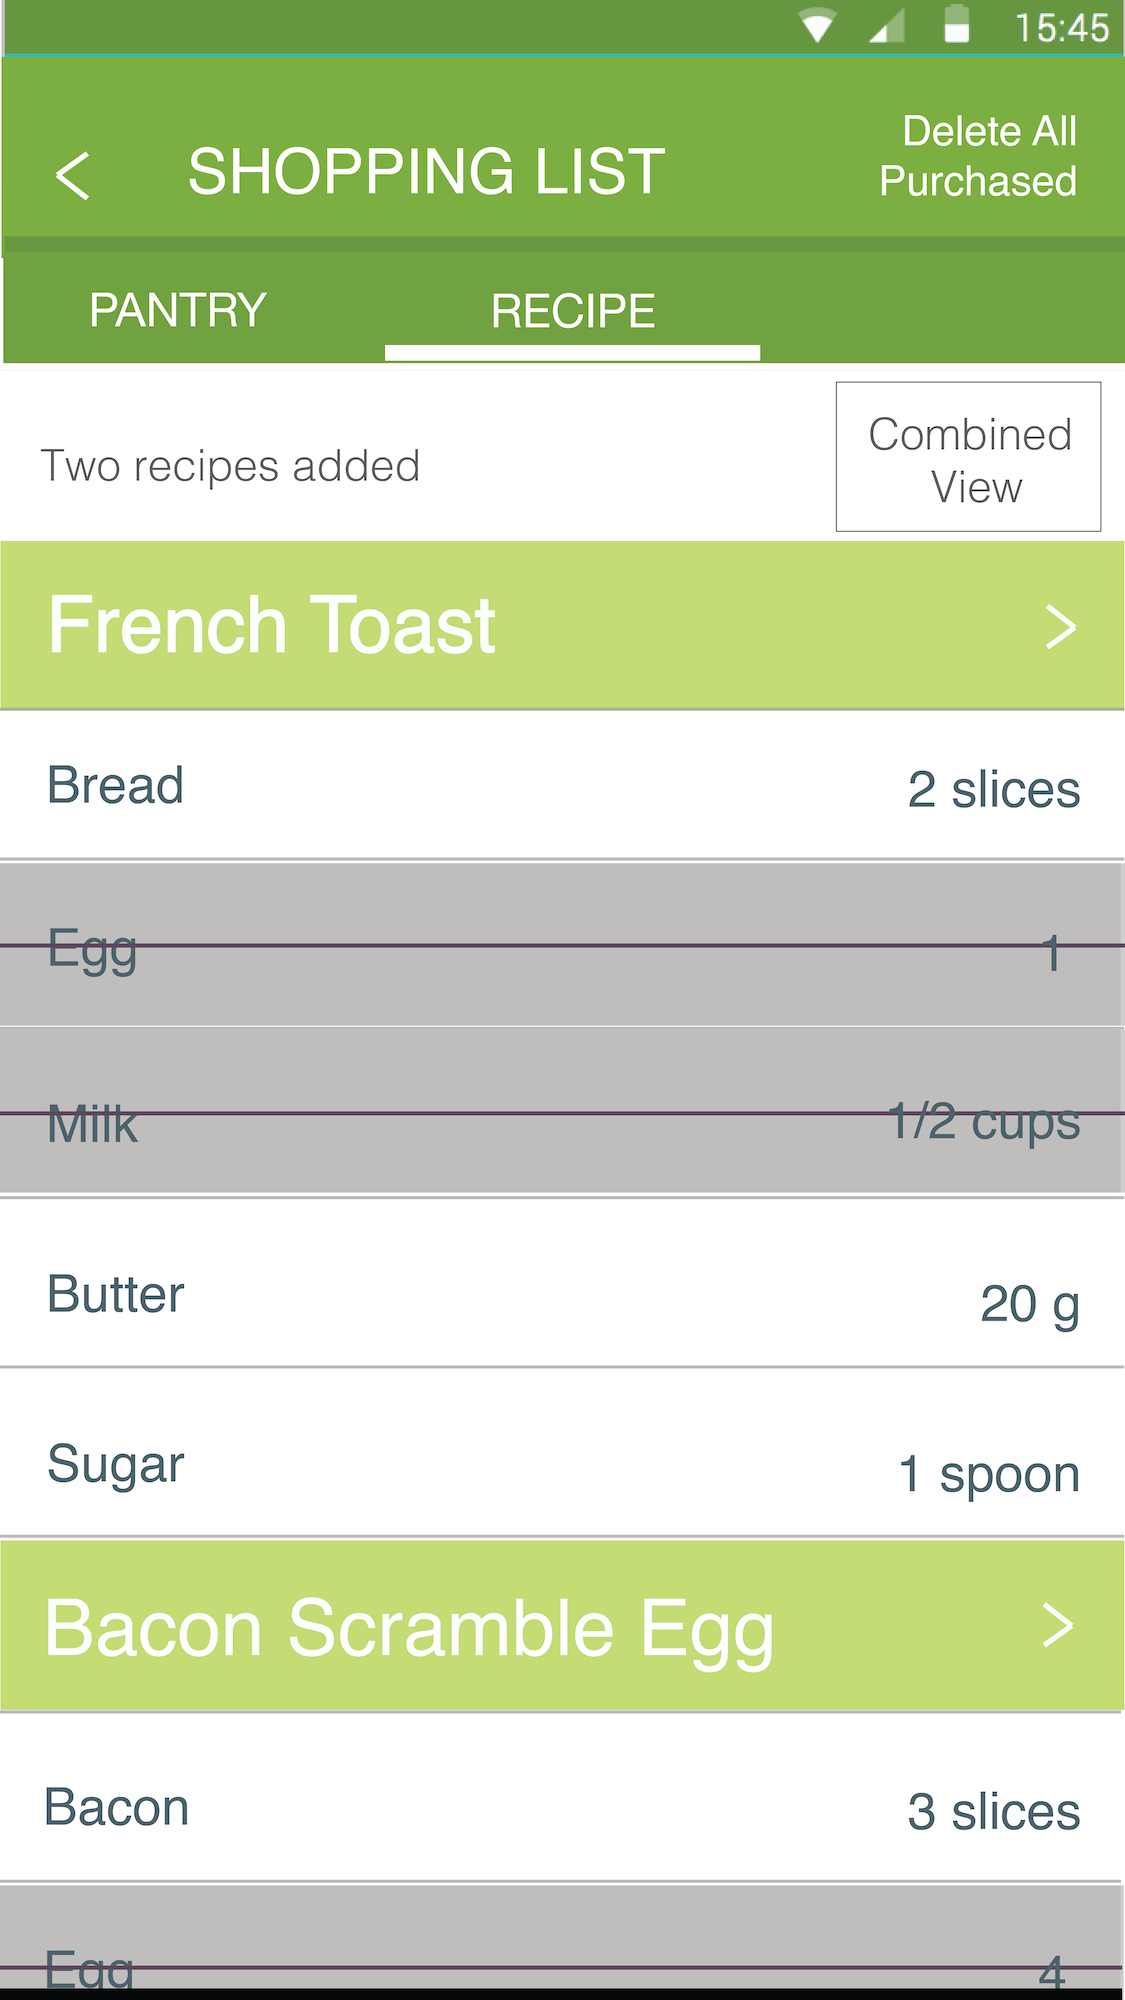 15:45
SHOPPING LIST
Delete All
Purchased
PANTRY
RECIPE
Two recipes added
Combined
View
French Toast
Bread 2 slices
Egg 1
Milk 1/2 cups
Butter 20 g
Sugar 1 spoon
Bacon Scramble Egg
Bacon 3 slices
Egg 4